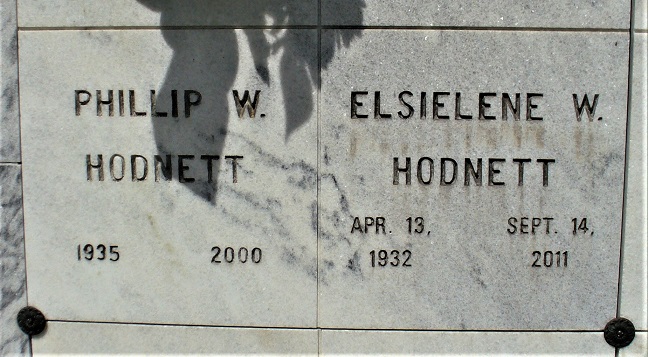 PHILLIP W.
HODNETT
1935 2000
ELSIELENE W.
HODNETT
APR. 13, SEPT. 14,
1932 2011